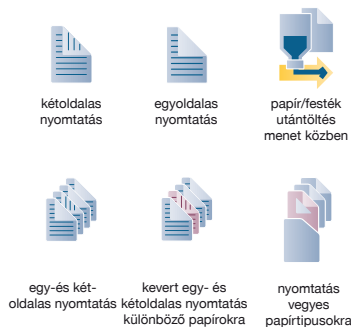 kétoldalas
nyomtatás
egyoldalas
nyomtatás
papír/festék
utántöltés
menet közben
egy-és két-
oldalas nyomtatás
kevert egy- és
kétoldalas nyomtatás
különböző papírokra
nyomtatás
vegyes
papírtipusokra